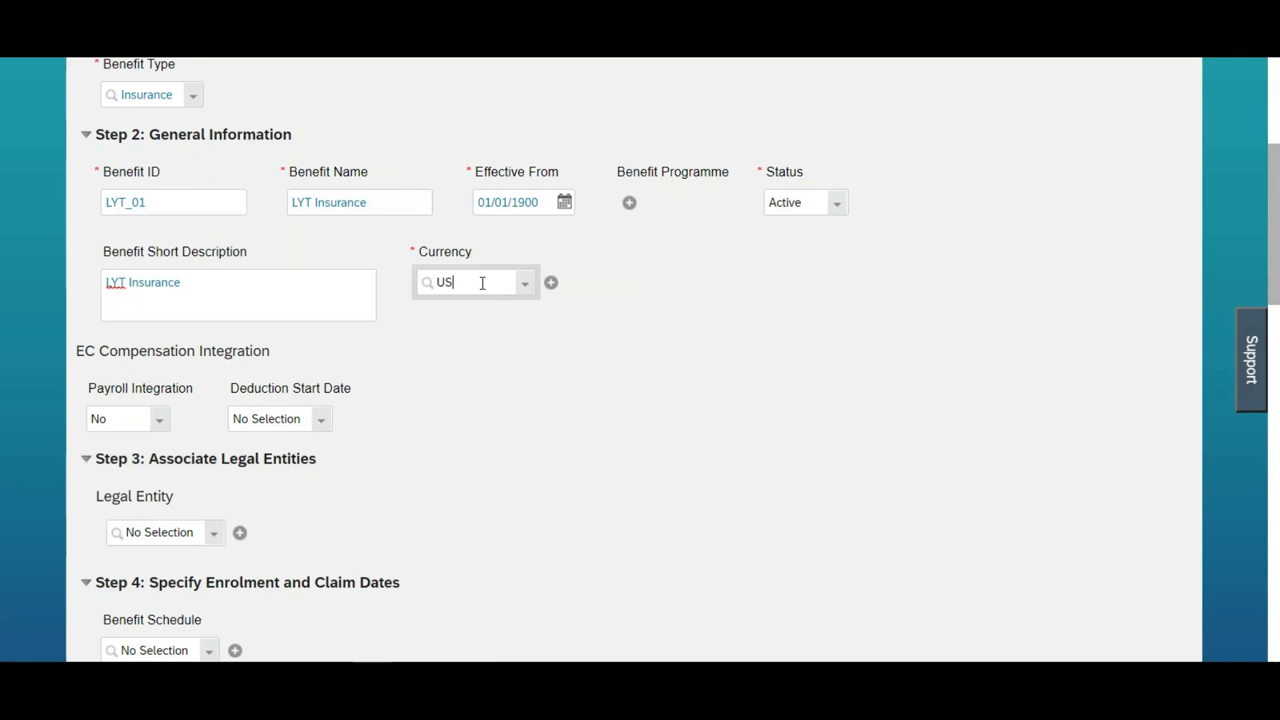 * Benefit Type
Insurance
Step 2: General Information
* Benefit ID * Benefit Name * Effective From Benefit Programme * Status
LYT_01 LYT Insurance 01/01/1900 Active
Benefit Short Description * Currency
LYT Insurance US
EC Compensation Integration
Payroll Integration Deduction Start Date
No No Selection
Step 3: Associate Legal Entities
Legal Entity
No Selection
Step 4: Specify Enrolment and Claim Dates
Benefit Schedule
No Selection
Support